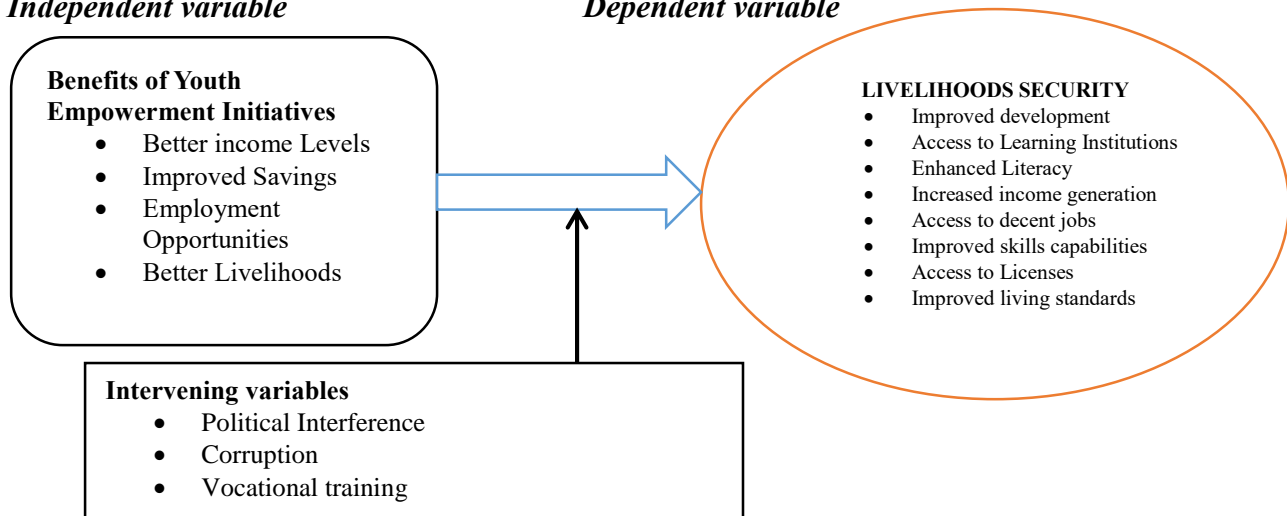 Independent variable
Dependent variable
Benefits of Youth
Empowerment Initiatives
• Better income Levels
• Improved Savings
• Employment
Opportunities
• Better Livelihoods
LIVELIHOODS SECURITY
• Improved development
• Access to Learning Institutions
• Enhanced Literacy
• Increased income generation
• Access to decent jobs
• Improved skills capabilities
• Access to Licenses
• Improved living standards
Intervening variables
• Political Interference
• Corruption
• Vocational training